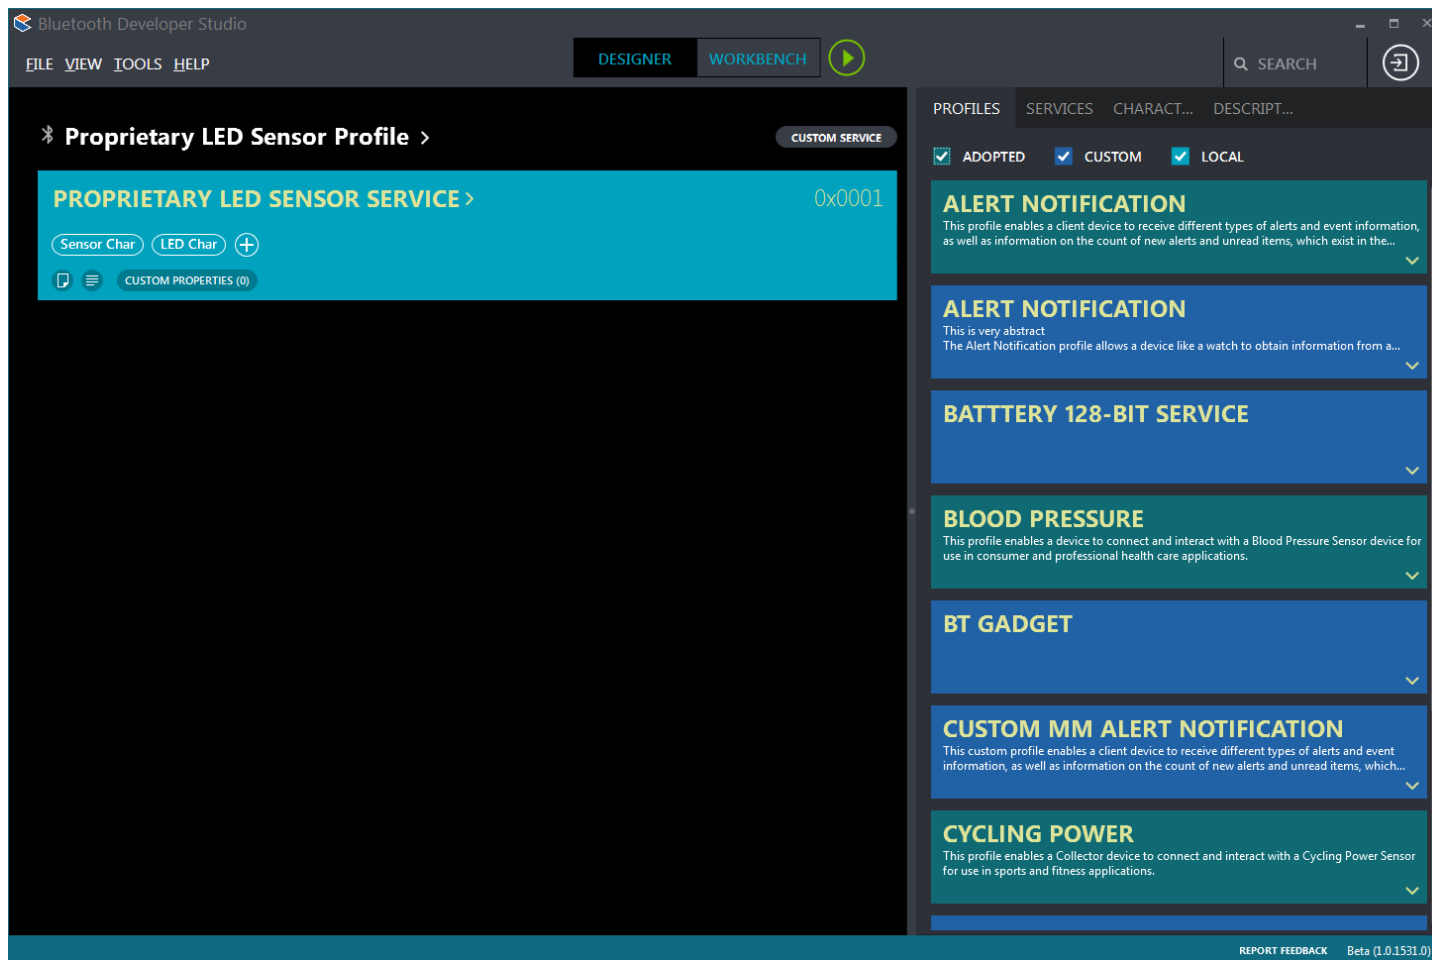 Bluetooth Developer Studio
FILE VIEW TOOLS HELP
DESIGNER WORKBENCH
SEARCH
Proprietary LED Sensor Profile >
CUSTOM SERVICE
PROPRIETARY LED SENSOR SERVICE >
0x0001
Sensor Char LED Char
CUSTOM PROPERTIES (0)
PROFILES SERVICES CHARACT... DESCRIPT...
ADOPTED CUSTOM LOCAL
ALERT NOTIFICATION
This profile enables a client device to receive different types of alerts and event information,
as well as information on the count of new alerts and unread items, which exist in the...
ALERT NOTIFICATION
This is very abstract
The Alert Notification profile allows a device like a watch to obtain information from a...
BATTTERY 128-BIT SERVICE
BLOOD PRESSURE
This profile enables a device to connect and interact with a Blood Pressure Sensor device for
use in consumer and professional health care applications.
BT GADGET
CUSTOM MM ALERT NOTIFICATION
This custom profile enables a client device to receive different types of alerts and event
information, as well as information on the count of new alerts and unread items, which...
CYCLING POWER
This profile enables a Collector device to connect and interact with a Cycling Power Sensor
for use in sports and fitness applications.
REPORT FEEDBACK Beta (1.0.1531.0)